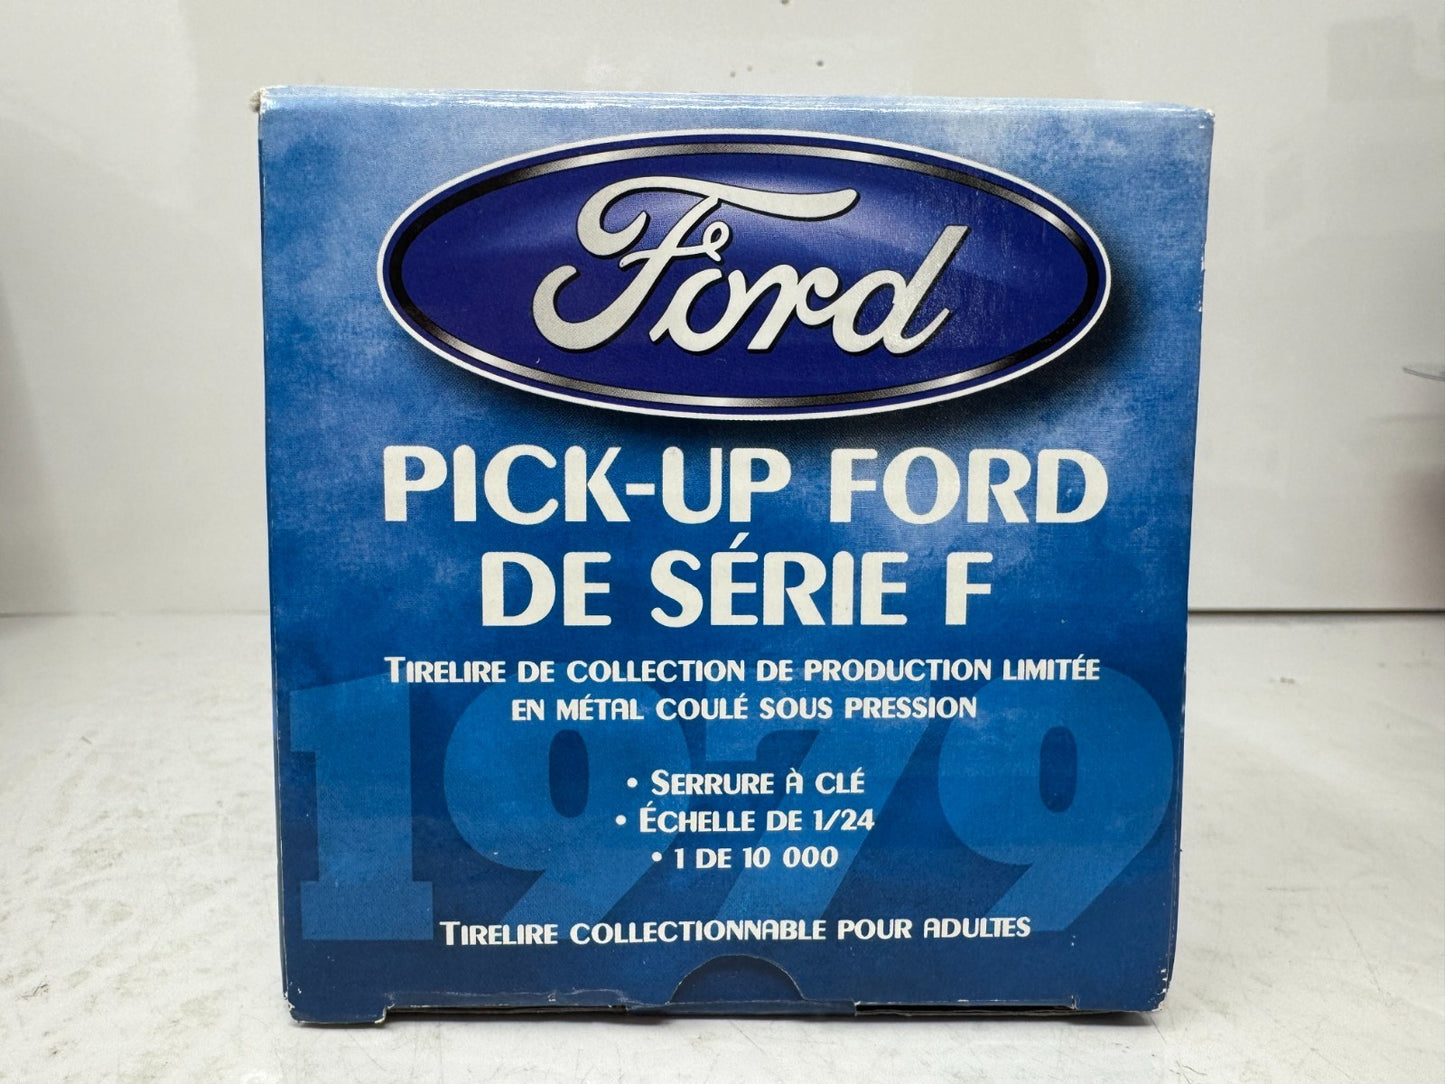 Ford
PICK-UP FORD
DE SÉRIE F
TIRELIRE DE COLLECTION DE PRODUCTION LIMITÉE
EN MÉTAL COULÉ SOUS PRESSION
1979
• SERRURE À CLÉ
• ÉCHELLE DE 1/24
• 1 DE 10 000
TIRELIRE COLLECTIONNABLE POUR ADULTES